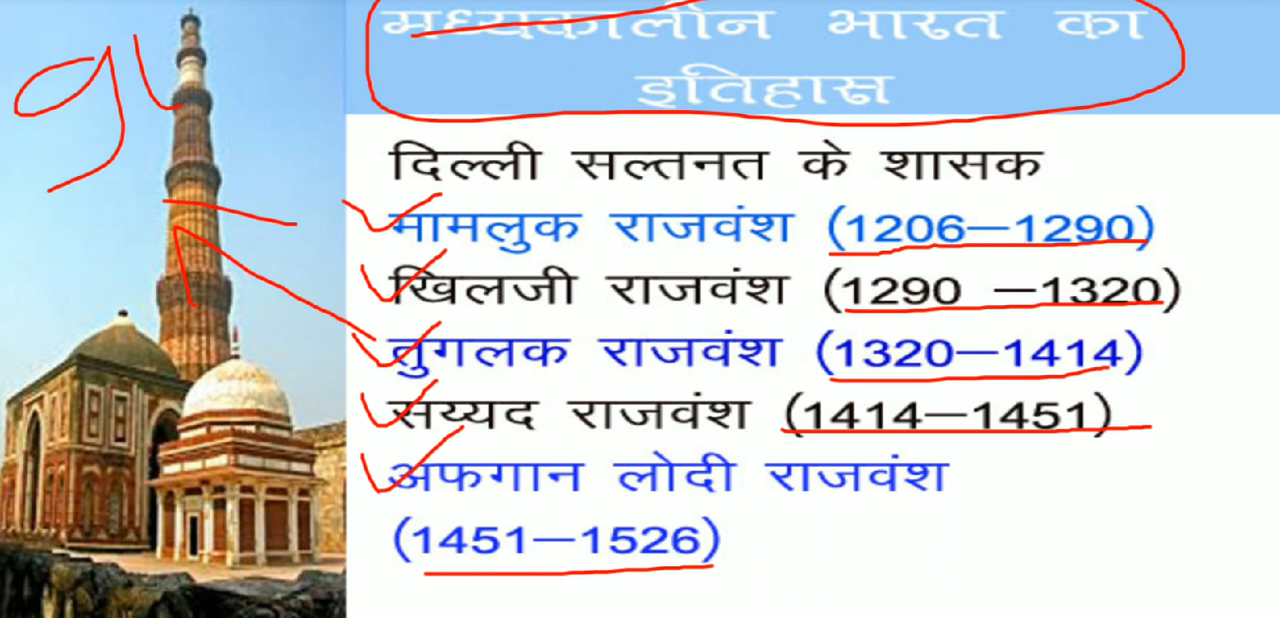 मध्यकालीन भारत का
इतिहास
दिल्ली सल्तनत के शासक
मामलुक राजवंश (1206–1290)
खिलजी राजवंश (1290 –1320)
तुगलक राजवंश (1320–1414)
सय्यद राजवंश (1414–1451)
अफगान लोदी राजवंश
(1451–1526)